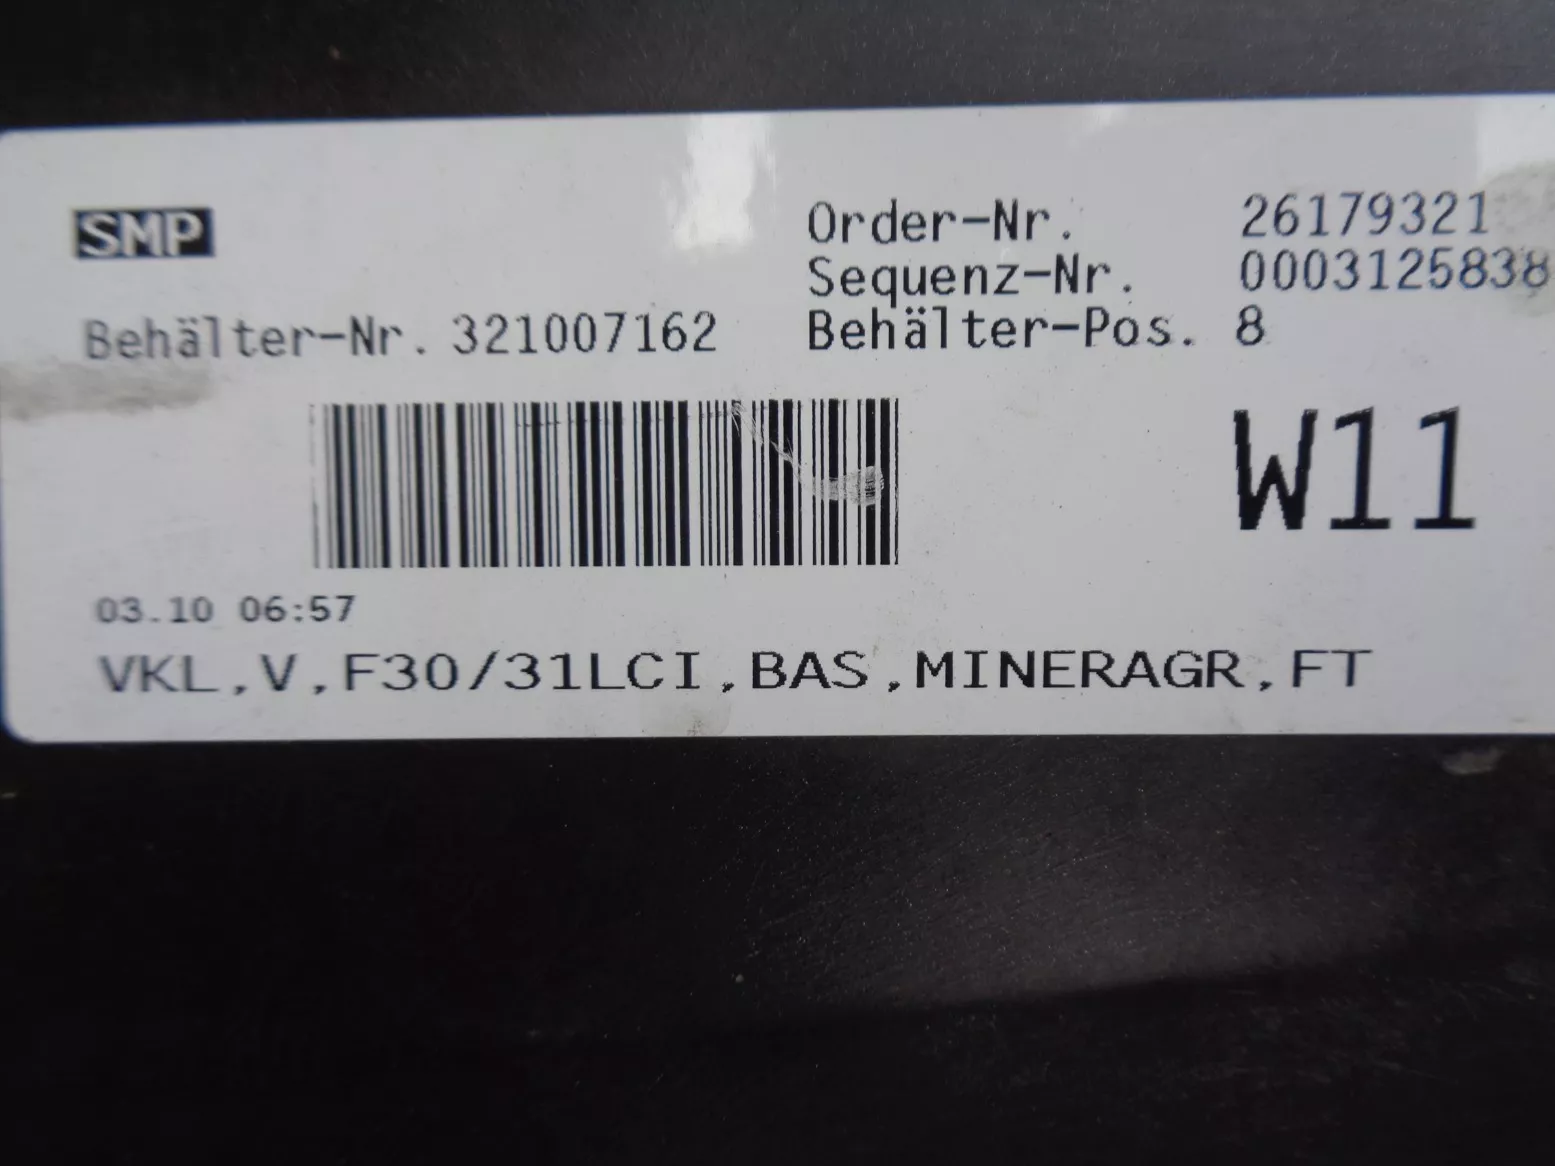 SMP
Order-Nr. 26179321
Sequenz-Nr. 0003125838
Behälter-Nr. 321007162 Behälter-Pos. 8
W11
03.10 06:57
VKL,V,F30/31LCI,BAS,MINERAGR,FT